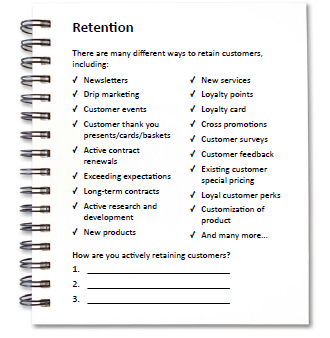 Retention
There are many different ways to retain customers,
including:
✓ Newsletters
✓ Drip marketing
✓ Customer events
✓ Customer thank you
presents/cards/baskets
✓ Active contract
renewals
✓ Exceeding expectations
✓ Long-term contracts
✓ Active research and
development
✓ New products
✓ New services
✓ Loyalty points
✓ Loyalty card
✓ Cross promotions
✓ Customer surveys
✓ Customer feedback
✓ Existing customer
special pricing
✓ Loyal customer perks
✓ Customization of
product
✓ And many more...
How are you actively retaining customers?
1.
2.
3.